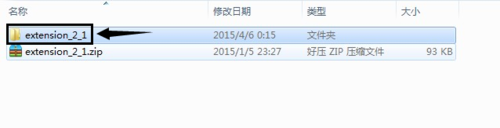 名称 修改日期 类型 大小
extension_2_1 2015/4/6 0:15 文件夹
extension_2_1.zip 2015/1/5 23:27 好压 ZIP 压缩文件 93 KB